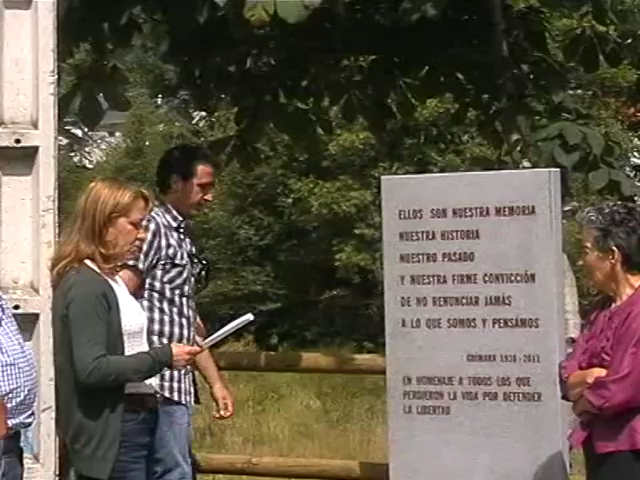 ELLOS SON NUESTRA MEMORIA
NUESTRA HISTORIA
NUESTRO PASADO
Y NUESTRA FIRME CONVICCIÓN
DE NO RENUNCIAR JAMÁS
A LO QUE SOMOS Y PENSÁMOS
1936 - 2011
EN HOMENAJE A TODOS LOS QUE
PERDIERON LA VIDA POR DEFENDER
LA LIBERTAD